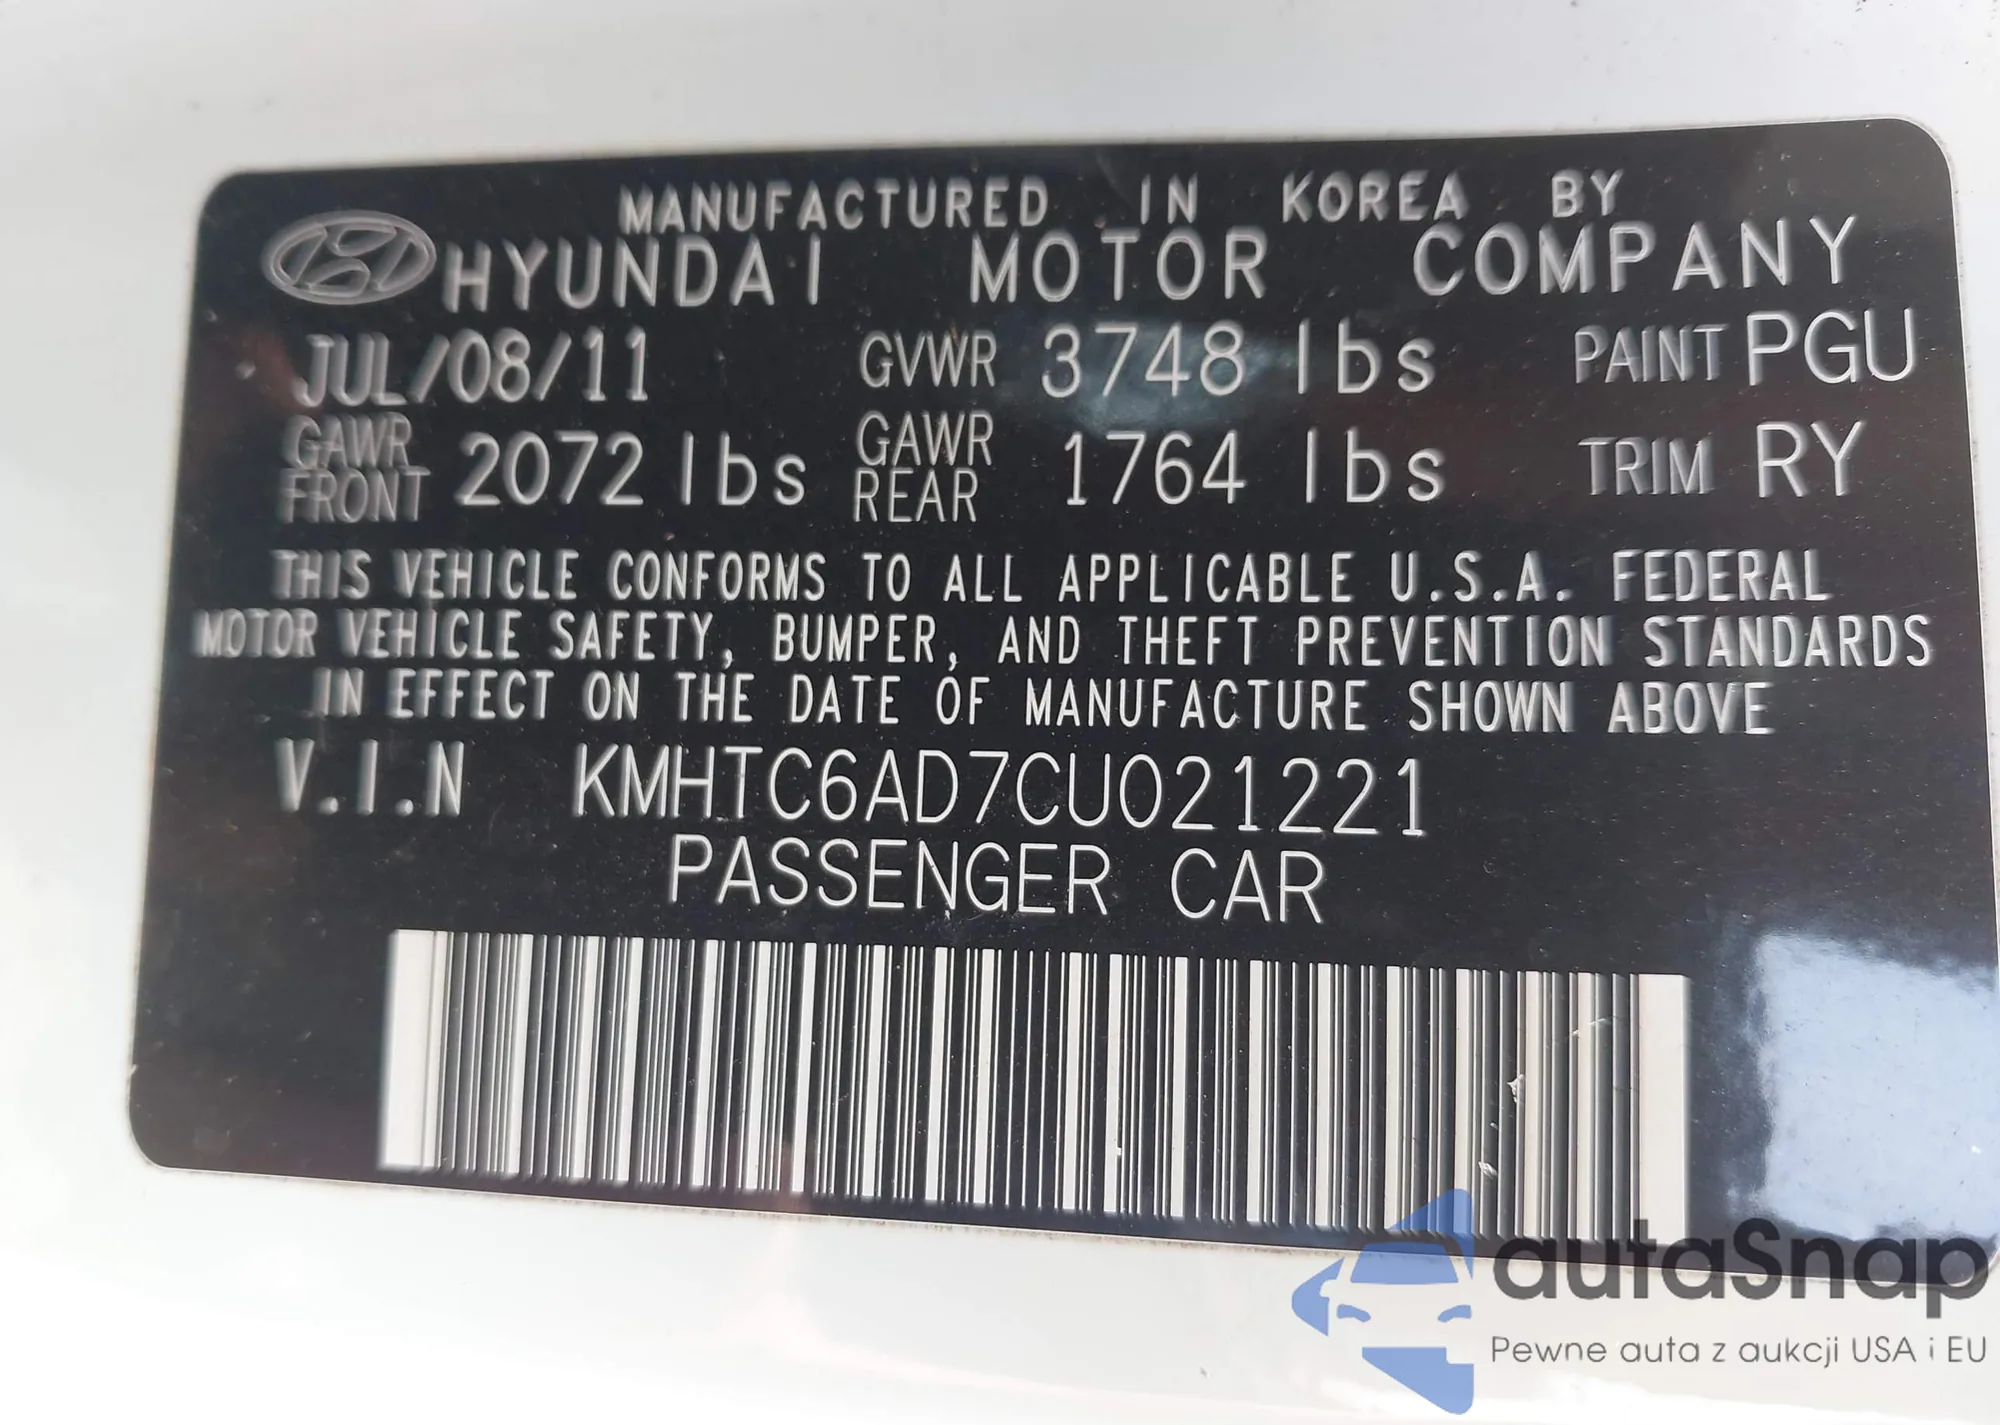 MANUFACTURED IN KOREA BY
HYUNDAI MOTOR COMPANY
JUL/08/11 GVWR 3748 lbs PAINT PGU
GAWR FRONT 2072 lbs GAWR REAR 1764 lbs TRIM RY
THIS VEHICLE CONFORMS TO ALL APPLICABLE U.S.A. FEDERAL
MOTOR VEHICLE SAFETY, BUMPER, AND THEFT PREVENTION STANDARDS
IN EFFECT ON THE DATE OF MANUFACTURE SHOWN ABOVE
V.I.N KMHTC6AD7CU021221
PASSENGER CAR
autaSnap
Pewne auta z aukcji USA i EU